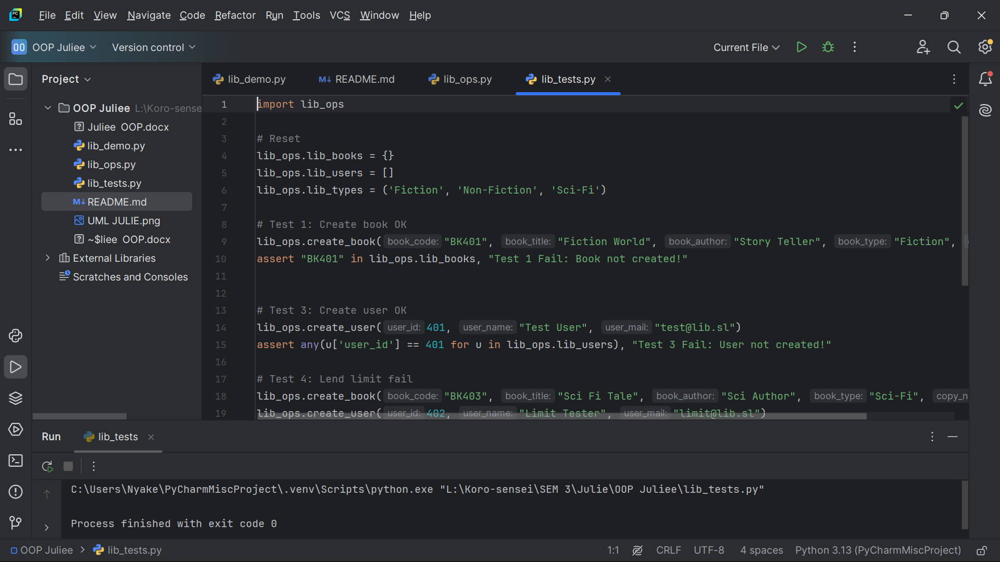 PC
File Edit View Navigate Code Refactor Run Tools VCS Window Help
OO OOP Juliee Version control Current File
Project
lib_demo.py README.md lib_ops.py lib_tests.py
OOP Juliee L:\Koro-sense
Juliee OOP.docx
lib_demo.py
lib_ops.py
lib_tests.py
README.md
UML JULIE.png
~$liee OOP.docx
External Libraries
Scratches and Consoles
1 import lib_ops
2
3 # Reset
4 lib_ops.lib_books = {}
5 lib_ops.lib_users = []
6 lib_ops.lib_types = ('Fiction', 'Non-Fiction', 'Sci-Fi')
7
8 # Test 1: Create book OK
9 lib_ops.create_book( book_code: "BK401", book_title: "Fiction World", book_author: "Story Teller", book_type: "Fiction",
10 assert "BK401" in lib_ops.lib_books, "Test 1 Fail: Book not created!"
11
12
13 # Test 3: Create user OK
14 lib_ops.create_user( user_id: 401, user_name: "Test User", user_mail: "test@lib.sl")
15 assert any(u['user_id'] == 401 for u in lib_ops.lib_users), "Test 3 Fail: User not created!"
16
17 # Test 4: Lend limit fail
18 lib_ops.create_book( book_code: "BK403", book_title: "Sci Fi Tale", book_author: "Sci Author", book_type: "Sci-Fi", copy_n
19 lib_ops.create_user( user_id: 402, user_name: "Limit Tester", user_mail: "limit@lib.sl")
Run lib_tests
C:\Users\Nyake\PyCharmMiscProject\.venv\Scripts\python.exe "L:\Koro-sensei\SEM 3\Julie\OOP Juliee\lib_tests.py"
Process finished with exit code 0
OOP Juliee > lib_tests.py 1:1 CRLF UTF-8 4 spaces Python 3.13 (PyCharmMiscProject)